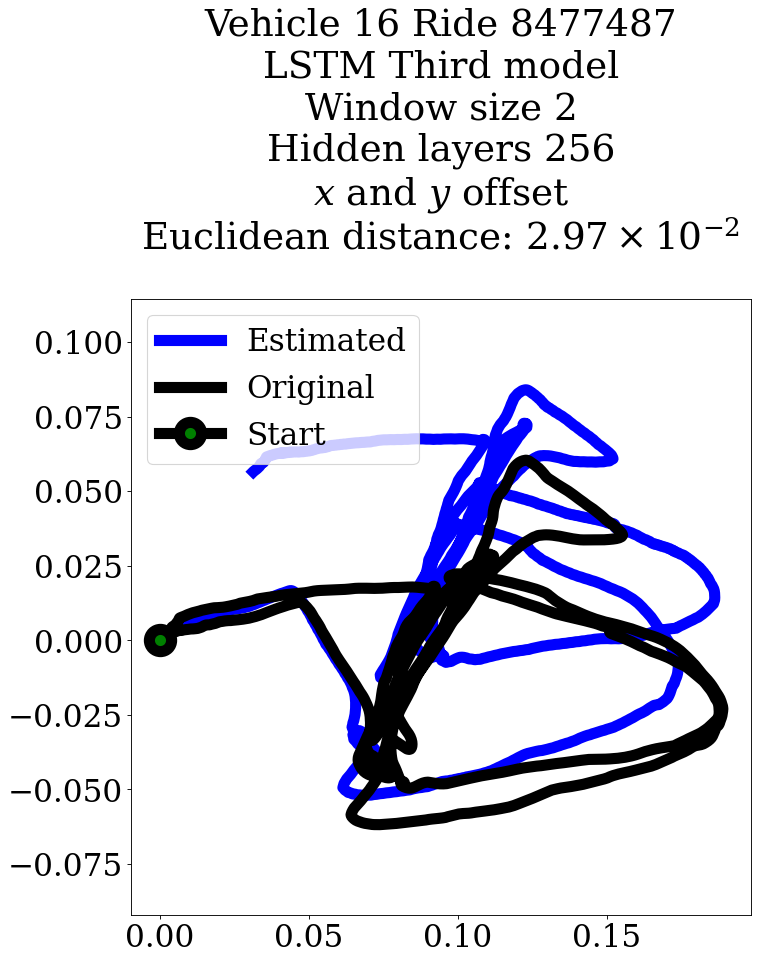 Vehicle 16 Ride 8477487
LSTM Third model
Window size 2
Hidden layers 256
x and y offset
Euclidean distance: 2.97 × 10⁻²
Estimated
Original
Start
0.100
0.075
0.050
0.025
0.000
−0.025
−0.050
−0.075
0.00 0.05 0.10 0.15